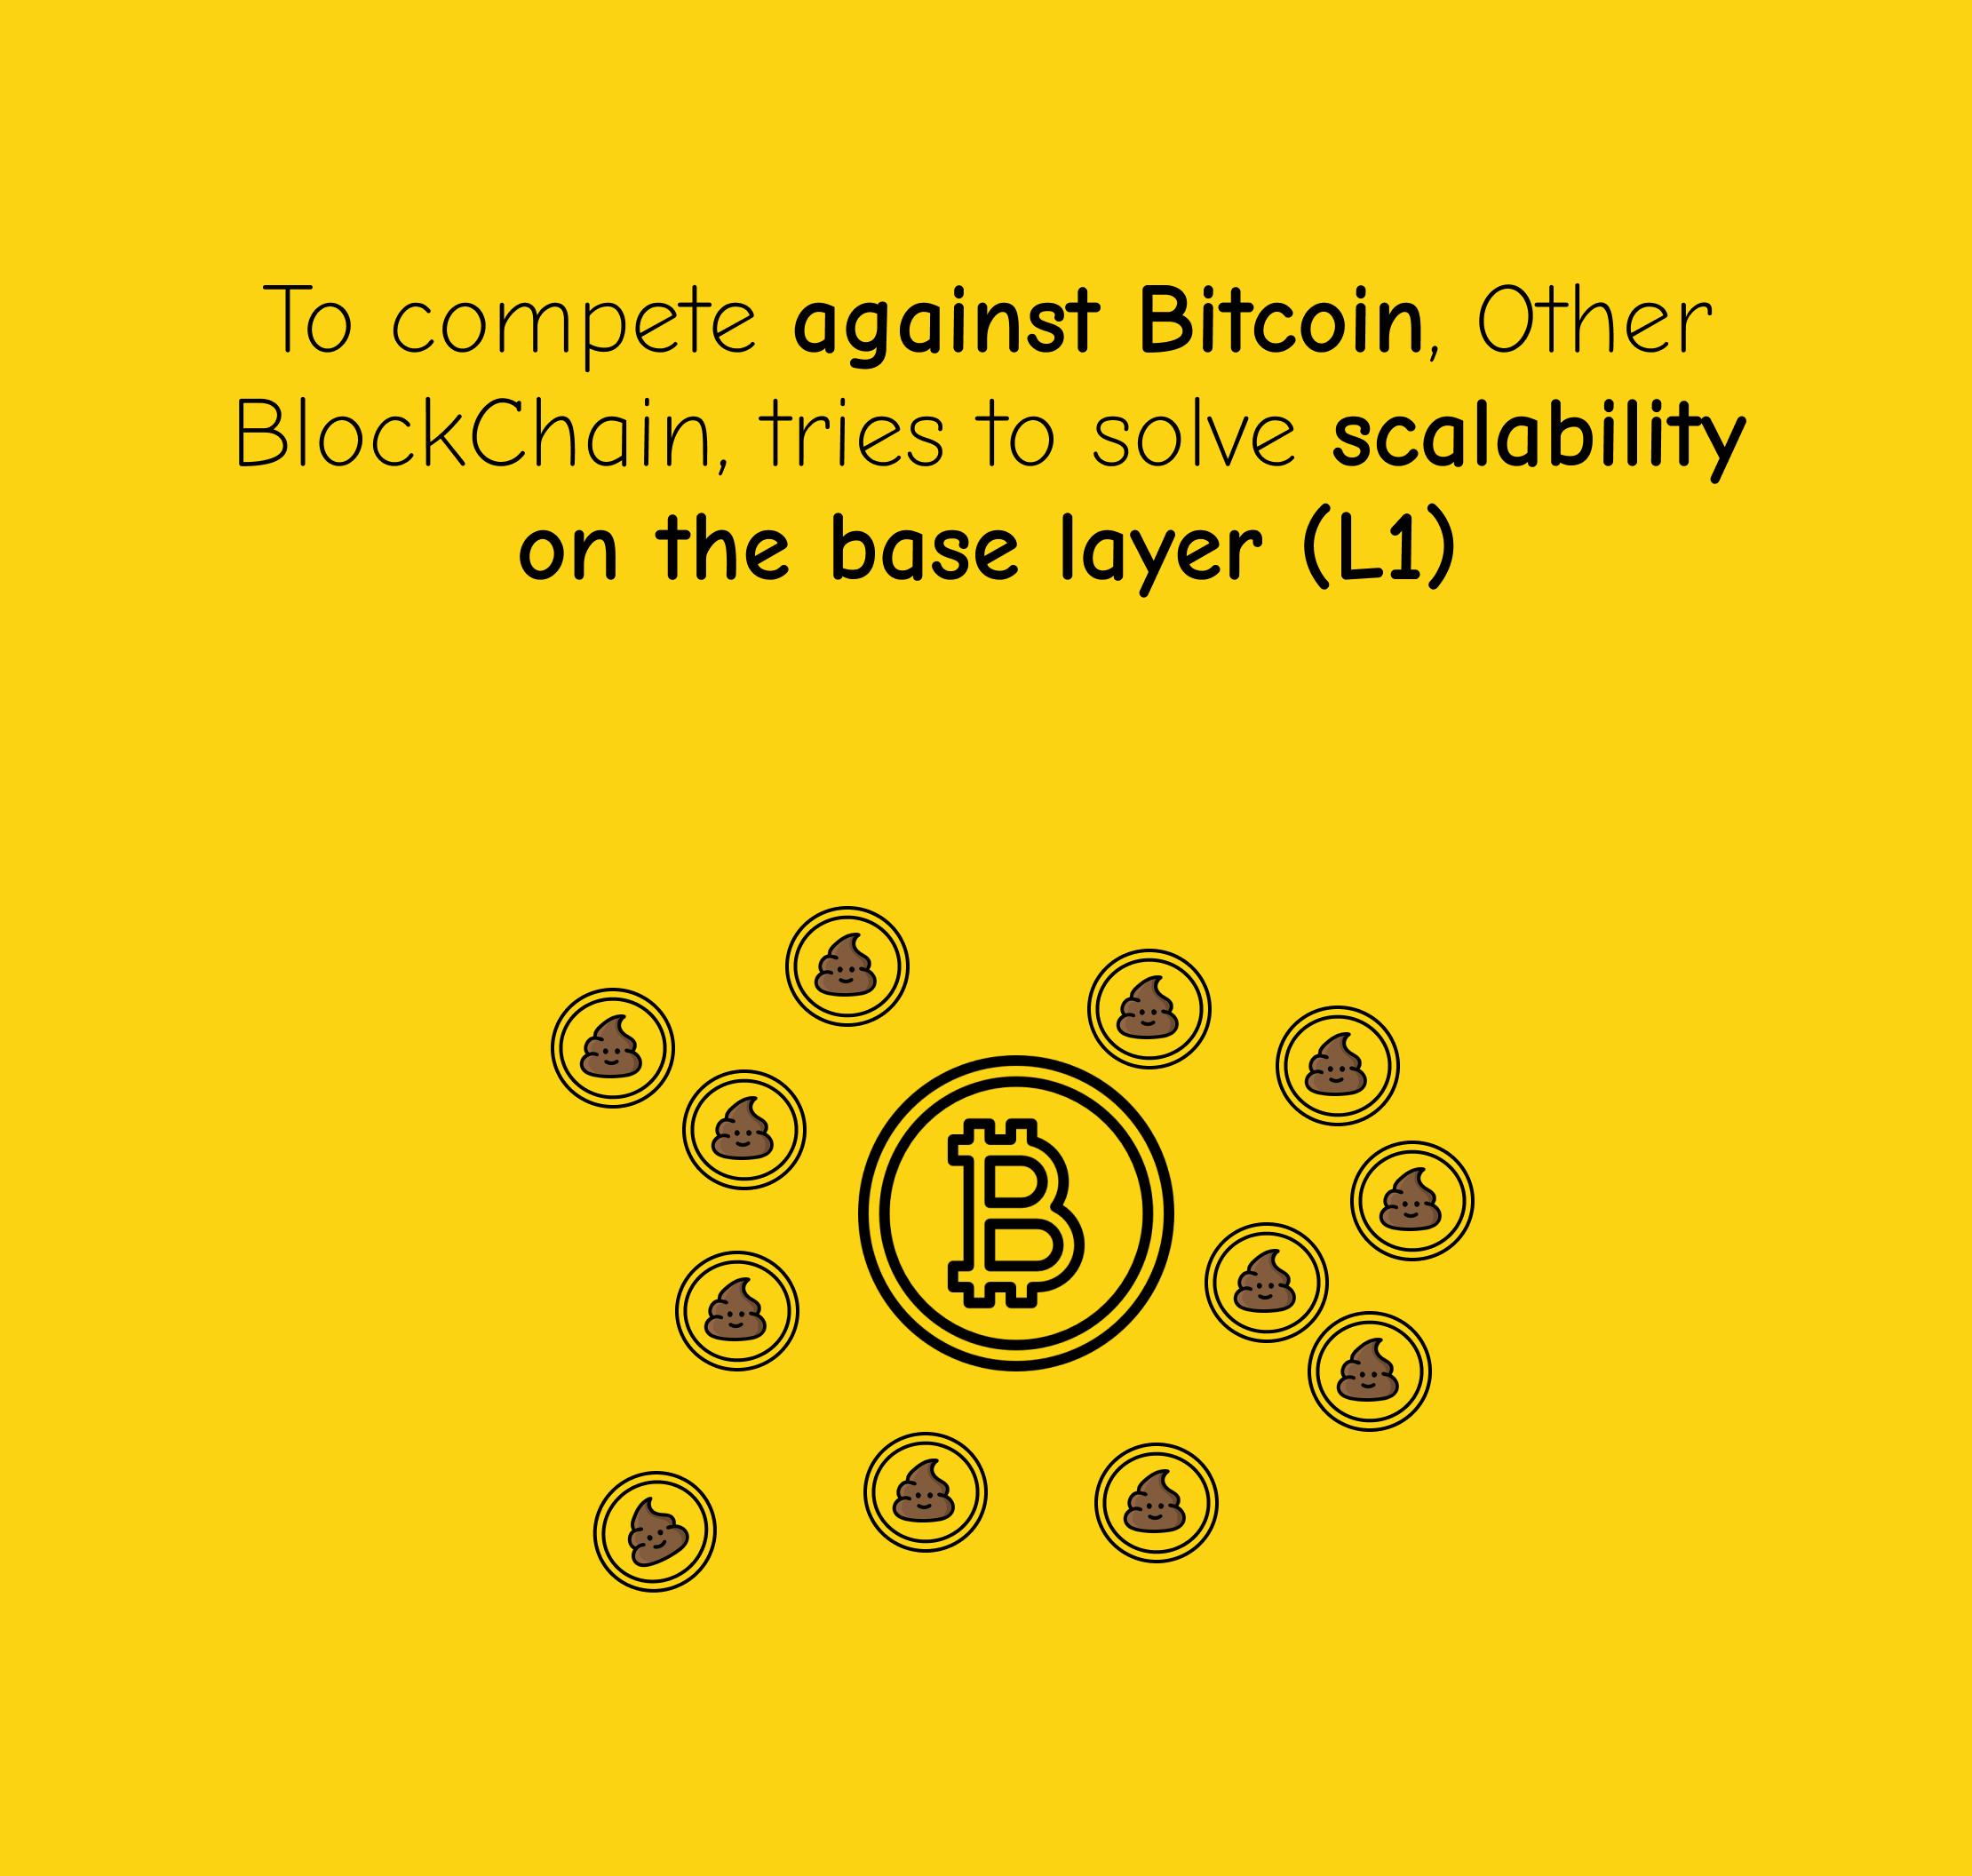 To compete against Bitcoin, Other
BlockChain, tries to solve scalability
on the base layer (L1)